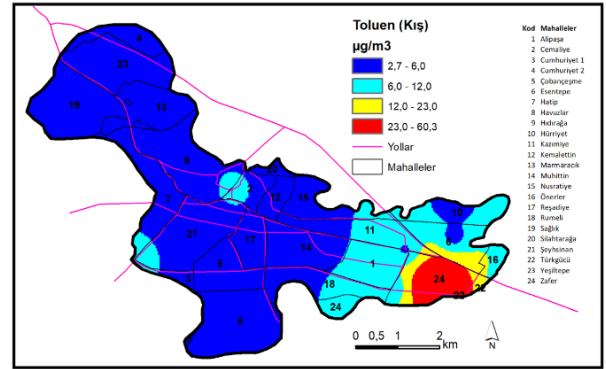 Toluen (Kış)
µg/m3
2,7 - 6,0
6,0 - 12,0
12,0 - 23,0
23,0 - 60,3
Yollar
Mahalleler
Kod Mahalleler
1 Alipaşa
2 Cemaliye
3 Cumhuriyet 1
4 Cumhuriyet 2
5 Çobançeşme
6 Esentepe
7 Hatip
8 Havuzlar
9 Hıdırağa
10 Hürriyet
11 Kazımiye
12 Kemalettin
13 Marmaracık
14 Muhittin
15 Nusratiye
16 Önerler
17 Reşadiye
18 Rumeli
19 Sağlık
20 Silahtarağa
21 Şeyhsinan
22 Türkgücü
23 Yeşiltepe
24 Zafer
4
23
19
13
9
20
2
12
15
7
21
17
14
5
3
8
11
1
18
24
10
6
16
24
22
22
0 0,5 1 2
km
N